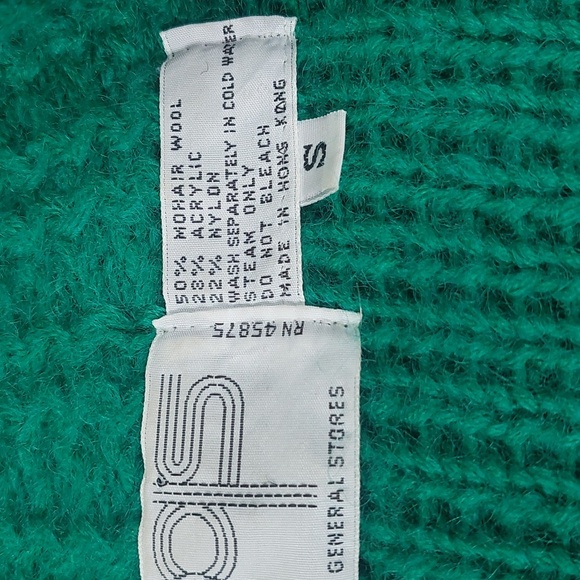 50% MOHAIR WOOL
28% ACRYLIC
22% NYLON
WASH SEPARATELY IN COLD WATER
STEAM ONLY
DO NOT BLEACH
MADE IN HONG KONG
S
RN 45875
GENERAL STORES